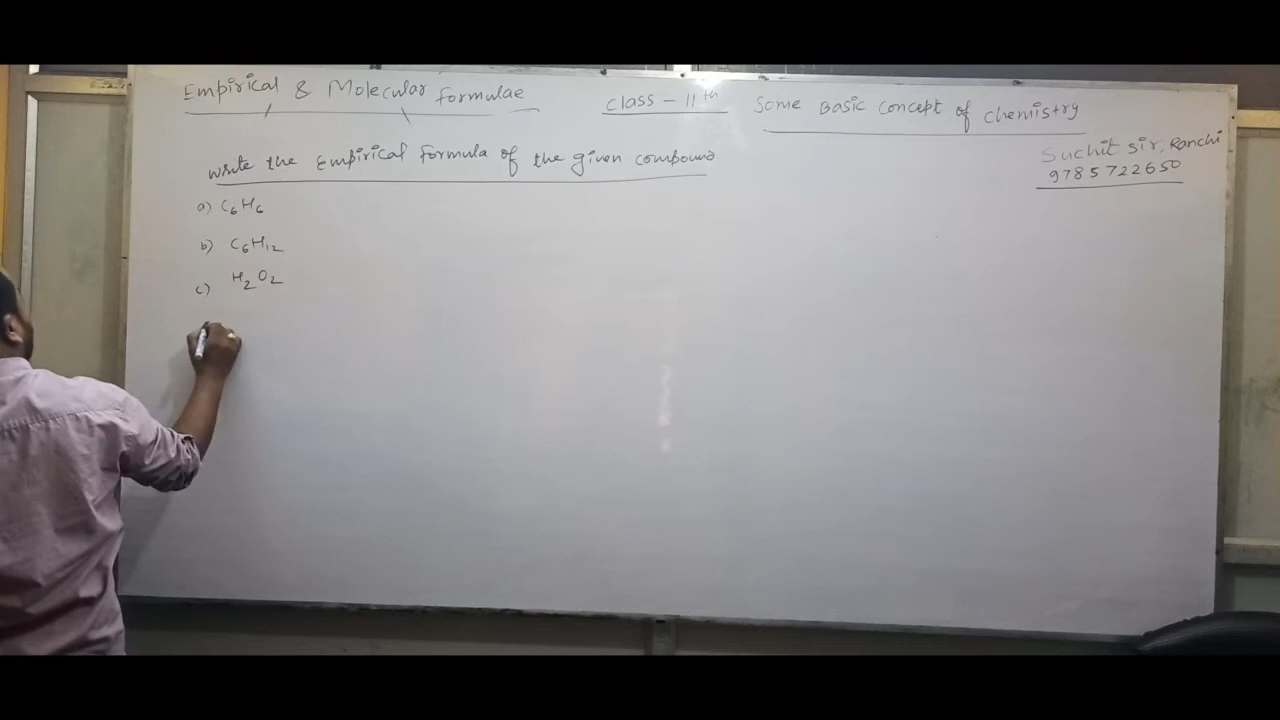 Empirical & Molecular formulae
Class - 11th
Some Basic Concept of Chemistry
Suchit Sir, Ranchi
9785722650
Write the Empirical formula of the given compound
a) C6H6
b) C6H12
c) H2O2